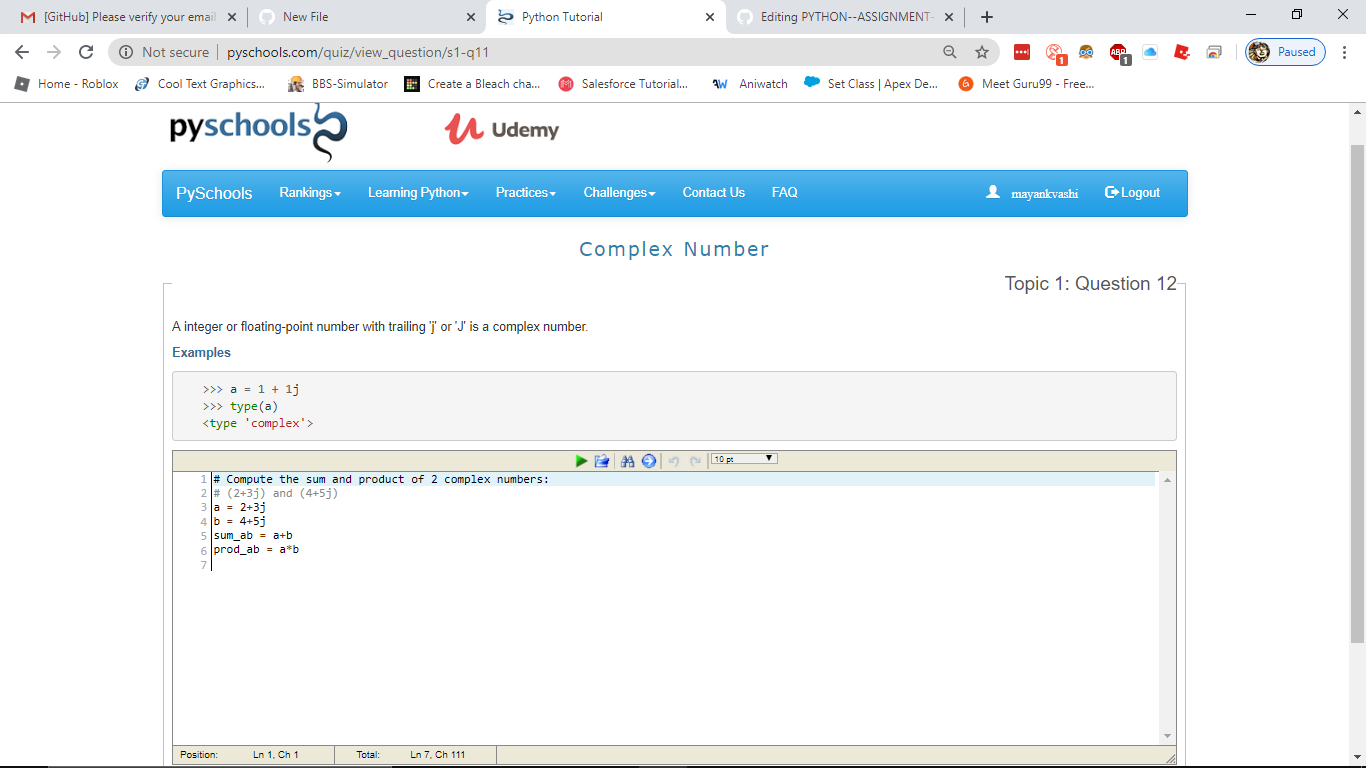 [GitHub] Please verify your email
New File
Python Tutorial
Editing PYTHON--ASSIGNMENT-
Not secure | pyschools.com/quiz/view_question/s1-q11
1
ABP
1
Paused
Home - Roblox
Cool Text Graphics...
BBS-Simulator
Create a Bleach cha...
Salesforce Tutorial...
Aniwatch
Set Class | Apex De...
Meet Guru99 - Free...
pyschools
Udemy
PySchools Rankings Learning Python Practices Challenges Contact Us FAQ mayankvashi Logout
Complex Number
Topic 1: Question 12
A integer or floating-point number with trailing 'j' or 'J' is a complex number.
Examples
>>> a = 1 + 1j
>>> type(a)
<type 'complex'>
10 pt
1 # Compute the sum and product of 2 complex numbers:
2 # (2+3j) and (4+5j)
3 a = 2+3j
4 b = 4+5j
5 sum_ab = a+b
6 prod_ab = a*b
7
Position: Ln 1, Ch 1 Total: Ln 7, Ch 111